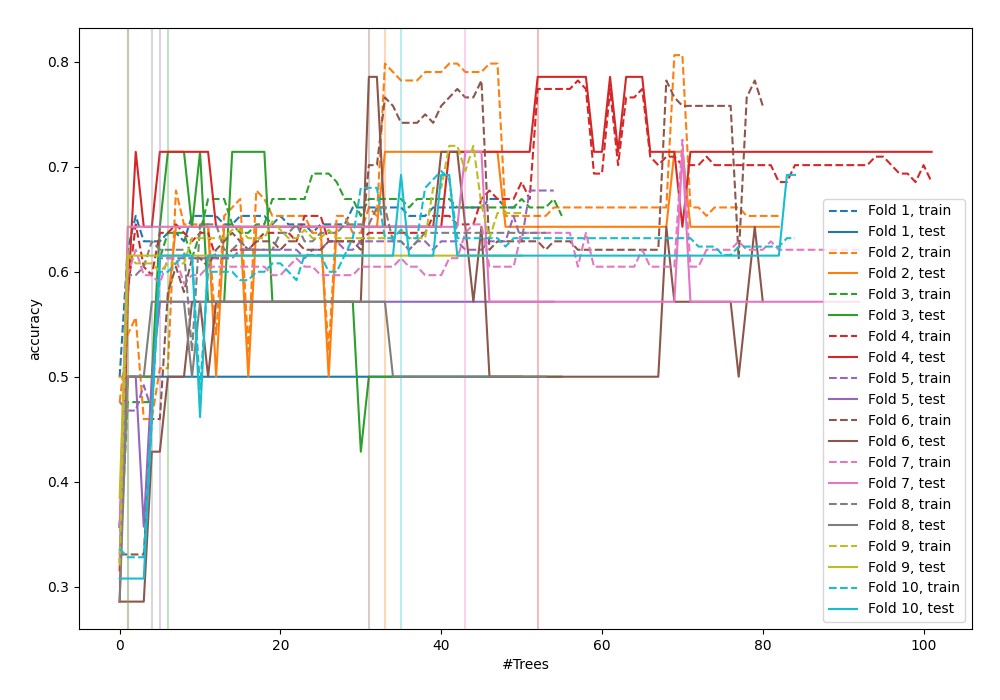 0.8
0.7
0.6
0.5
0.4
0.3
accuracy
0
20
40
60
80
100
#Trees
Fold 1, train
Fold 1, test
Fold 2, train
Fold 2, test
Fold 3, train
Fold 3, test
Fold 4, train
Fold 4, test
Fold 5, train
Fold 5, test
Fold 6, train
Fold 6, test
Fold 7, train
Fold 7, test
Fold 8, train
Fold 8, test
Fold 9, train
Fold 9, test
Fold 10, train
Fold 10, test